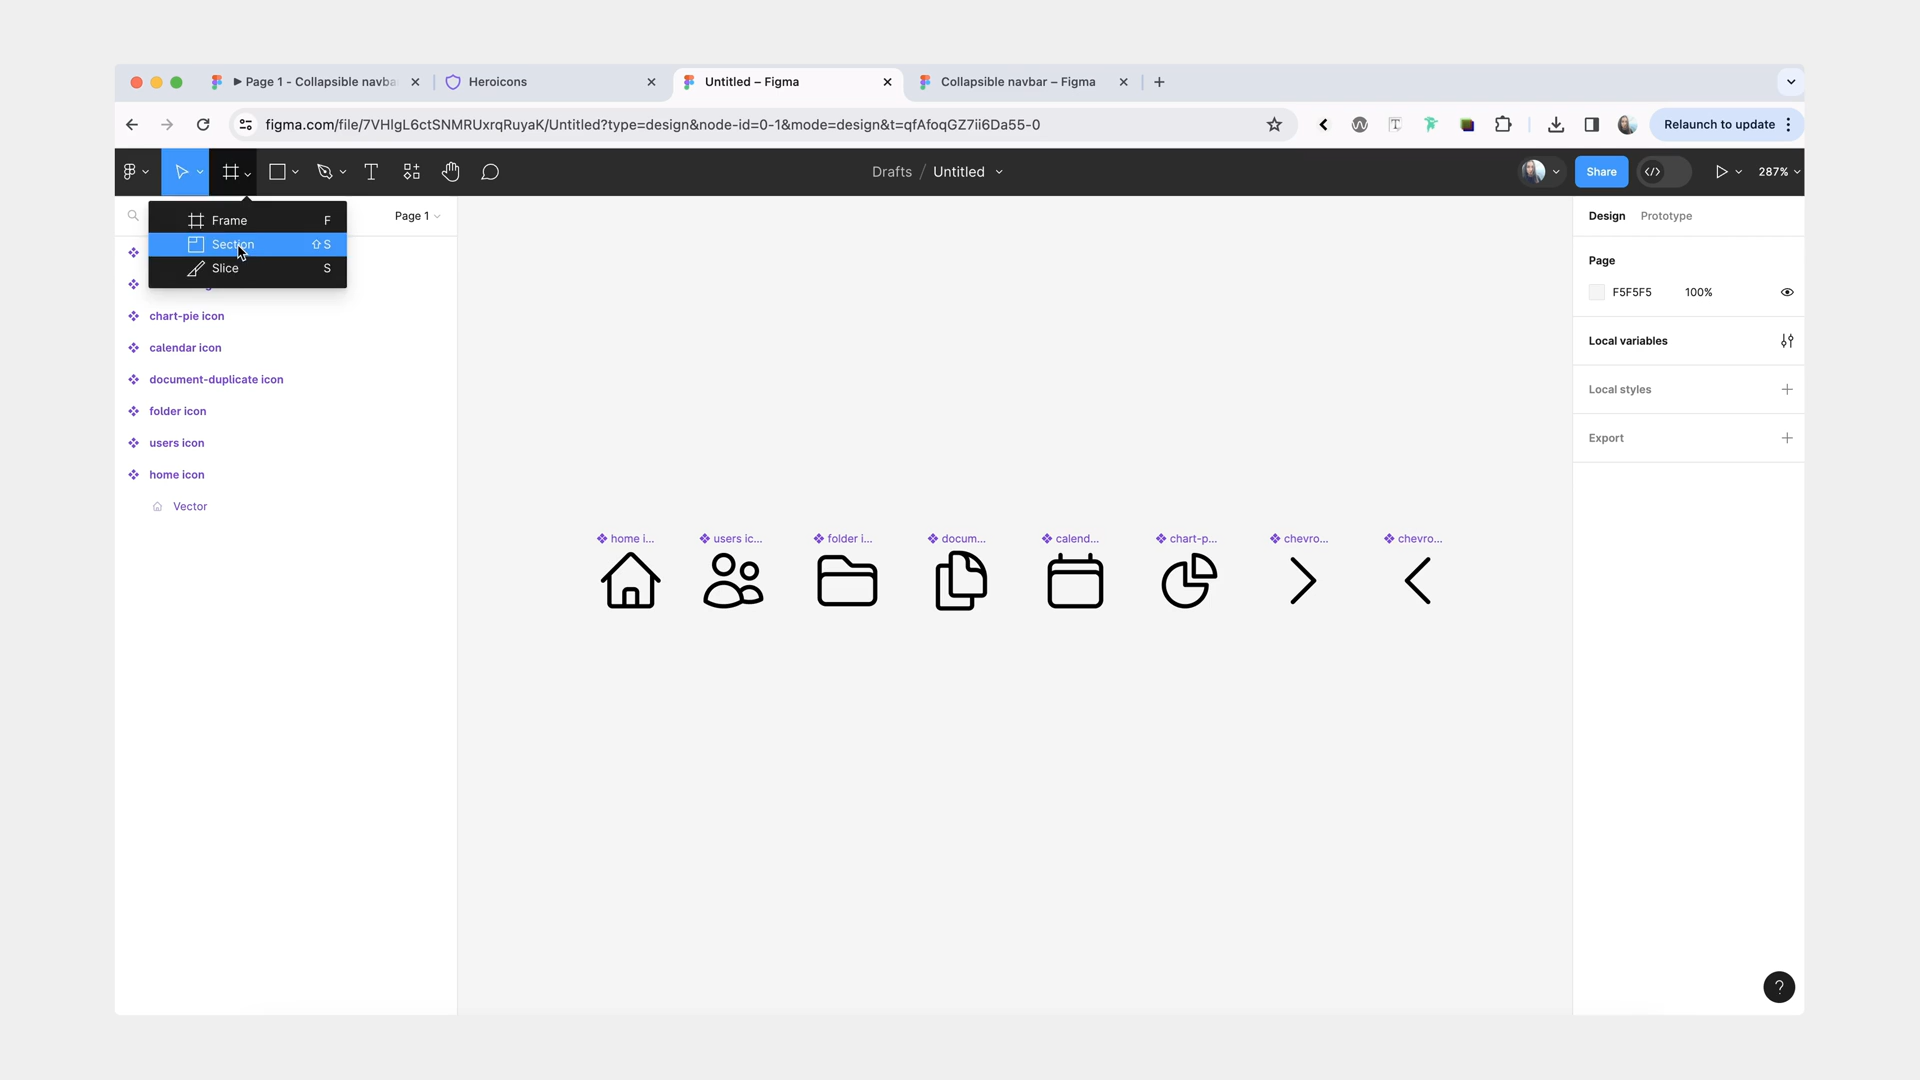 ▶ Page 1 - Collapsible navba
Heroicons
Untitled – Figma
Collapsible navbar – Figma
figma.com/file/7VHlgL6ctSNMRUxrqRuyaK/Untitled?type=design&node-id=0-1&mode=design&t=qfAfoqGZ7ii6Da55-0
Relaunch to update
Drafts / Untitled
Share
287%
Frame F
Section ⇧S
Slice S
Page 1
chart-pie icon
calendar icon
document-duplicate icon
folder icon
users icon
home icon
Vector
home i...
users ic...
folder i...
docum...
calend...
chart-p...
chevro...
chevro...
Design
Prototype
Page
F5F5F5
100%
Local variables
Local styles
Export
?